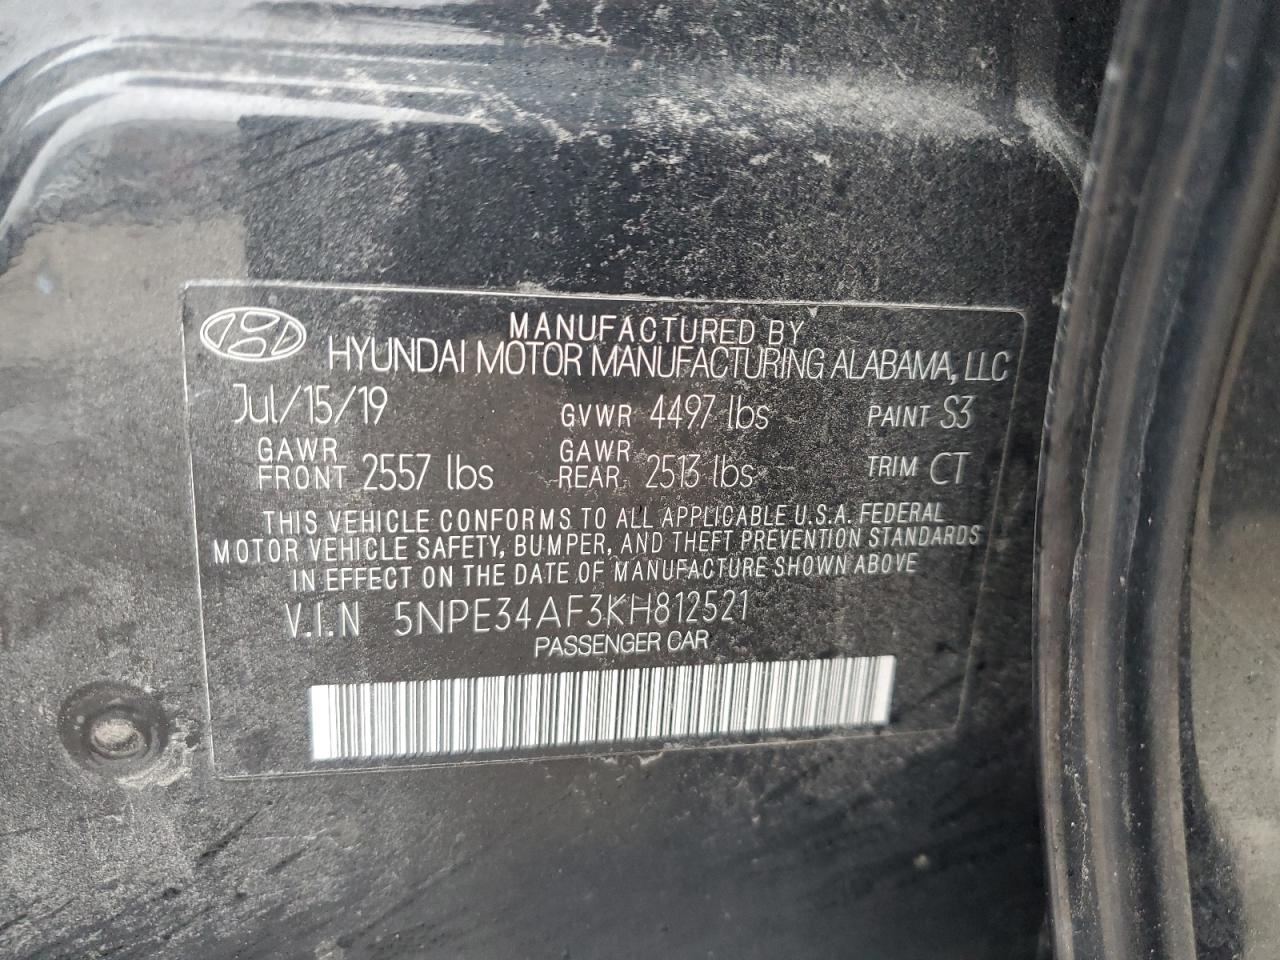 MANUFACTURED BY
HYUNDAI MOTOR MANUFACTURING ALABAMA, LLC
Jul/15/19 GVWR 4497 lbs PAINT S3
GAWR FRONT 2557 lbs GAWR REAR 2513 lbs TRIM CT
THIS VEHICLE CONFORMS TO ALL APPLICABLE U.S.A. FEDERAL
MOTOR VEHICLE SAFETY, BUMPER, AND THEFT PREVENTION STANDARDS
IN EFFECT ON THE DATE OF MANUFACTURE SHOWN ABOVE
V.I.N 5NPE34AF3KH812521
PASSENGER CAR